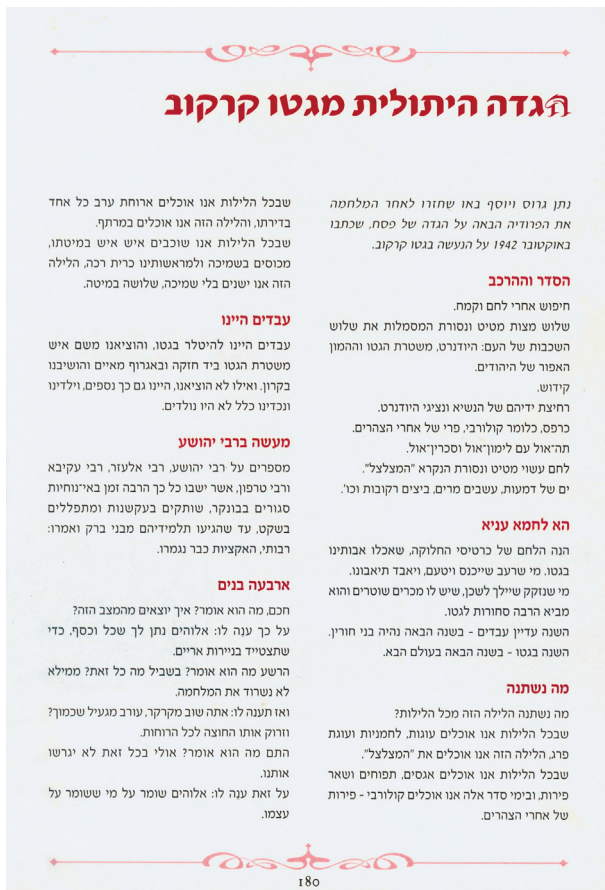 הגדה היתולית מגטו קרקוב
נתן גרוס ויוסף באו שחזרו לאחר המלחמה
את הפרודיה הבאה על הגדה של פסח, שכתבו
באוקטובר 1942 על הנעשה בגטו קרקוב.
הסדר וההרכב
חיפוש אחרי לחם וקמח.
שלוש מצות מטיט ונסורת המסמלות את שלוש
השכבות של העם: היודנרט, משטרת הגטו וההמון
האפור של היהודים.
קידוש.
רחיצת ידיהם של הנשיא ונציגי היודנרט.
כרפס, כלומר קולורבי, פרי של אחרי הצהרים.
תה־אול עם לימון־אול וסכרין־אול.
לחם עשוי מטיט ונסורת הנקרא "המצלצל".
ים של דמעות, עשבים מרים, ביצים רקובות וכו'.
הא לחמא עניא
הנה הלחם של כרטיסי החלוקה, שאכלו אבותינו
בגטו. מי שרעב שייכנס ויטעם, ויאבד תיאבונו.
מי שנזקק שיילך לשכן, שיש לו מכרים שוטרים והוא
מביא הרבה סחורות לגטו.
השנה עדיין עבדים – בשנה הבאה נהיה בני חורין.
השנה בגטו – בשנה הבאה בעולם הבא.
מה נשתנה
מה נשתנה הלילה הזה מכל הלילות?
שבכל הלילות אנו אוכלים עוגות, לחמניות ועוגת
פרג, הלילה הזה אנו אוכלים את "המצלצל".
שבכל הלילות אנו אוכלים אגסים, תפוחים ושאר
פירות, ובימי סדר אלה אנו אוכלים קולורבי – פירות
של אחרי הצהרים.
שבכל הלילות אנו אוכלים ארוחת ערב כל אחד
בדירתו, והלילה הזה אנו אוכלים במרתף.
שבכל הלילות אנו שוכבים איש איש במיטתו,
מכוסים בשמיכה ולמראשותינו כרית רכה, הלילה
הזה אנו ישנים בלי שמיכה, שלושה במיטה.
עבדים היינו
עבדים היינו להיטלר בגטו, והוציאנו משם איש
משטרת הגטו ביד חזקה ובאגרוף מאיים והושיבנו
בקרון. ואילו לא הוציאנו, היינו גם כך נספים, וילדינו
ונכדינו כלל לא היו נולדים.
מעשה ברבי יהושע
מספרים על רבי יהושע, רבי אלעזר, רבי עקיבא
ורבי טרפון, אשר ישבו כל כך הרבה זמן באי־נוחיות
סגורים בבונקר, שותקים בעקשנות ומתפללים
בשקט, עד שהגיעו תלמידיהם מבני ברק ואמרו:
רבותי, האקציות כבר נגמרו.
ארבעה בנים
חכם, מה הוא אומר? איך יוצאים מהמצב הזה?
על כך ענה לו: אלוהים נתן לך שכל וכסף, כדי
שתצטייד בניירות אריים.
הרשע מה הוא אומר? בשביל מה כל זאת? ממילא
לא נשרוד את המלחמה.
ואז תענה לו: אתה שוב מקרקר, עורב מגעיל שכמוך?
וזרוק אותו החוצה לכל הרוחות.
התם מה הוא אומר? אולי בכל זאת לא יגרשו
אותנו.
על זאת ענה לו: אלוהים שומר על מי ששומר על
עצמו.
180